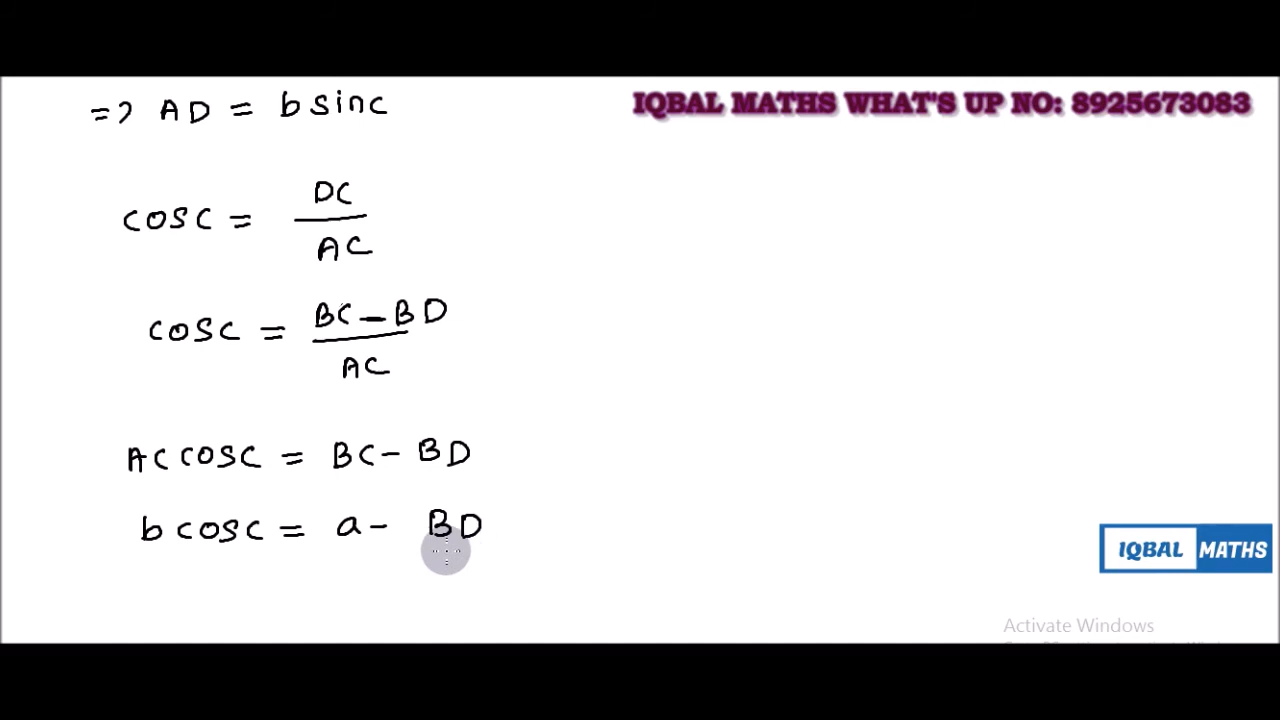 => AD = b sinc
IQBAL MATHS WHAT'S UP NO: 8925673083
cosc = DC / AC
cosc = BC - BD / AC
AC cosc = BC - BD
b cosc = a - BD
IQBAL MATHS
Activate Windows